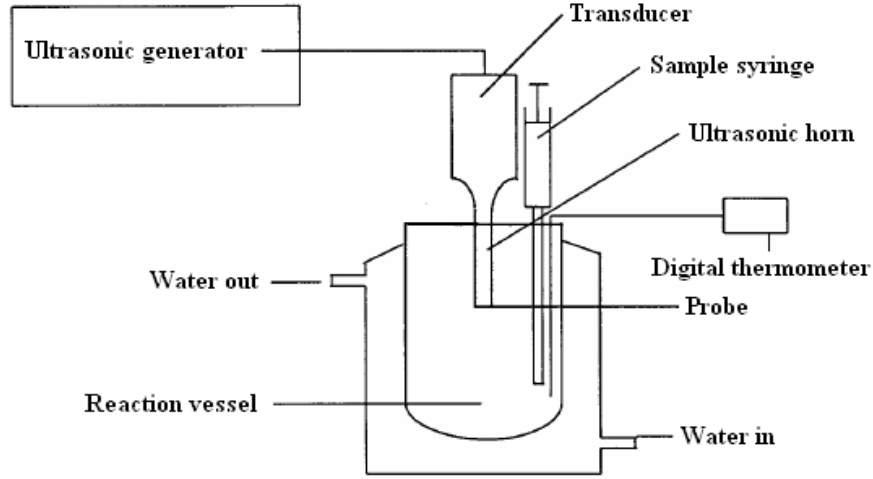 Transducer
Ultrasonic generator
Sample syringe
Ultrasonic horn
Digital thermometer
Water out
Probe
Reaction vessel
Water in